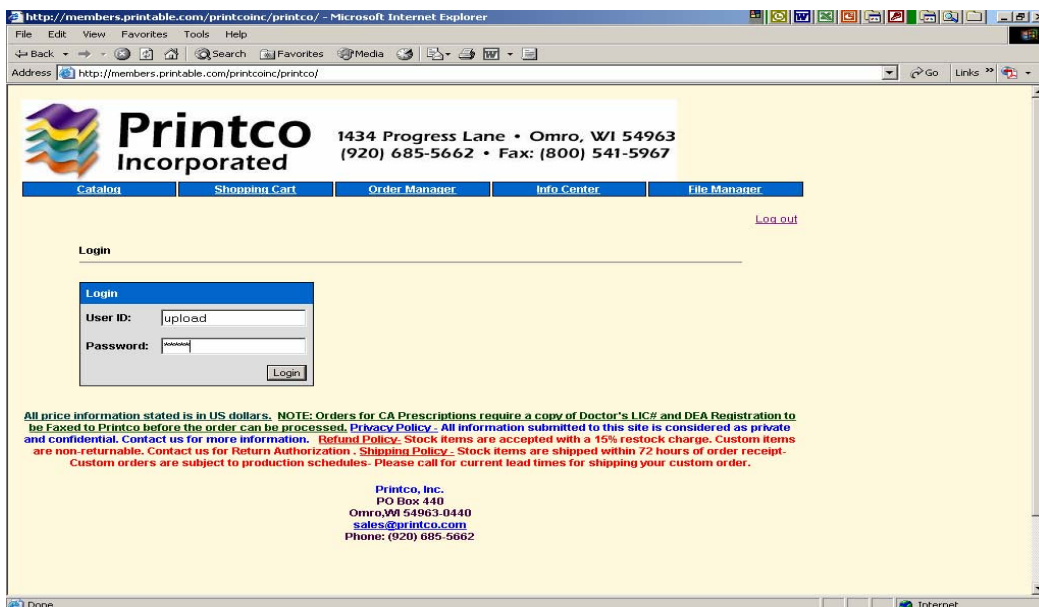 http://members.printable.com/printcoinc/printco/ - Microsoft Internet Explorer
File Edit View Favorites Tools Help
Back Search Favorites Media
Address http://members.printable.com/printcoinc/printco/ Go Links »
Printco
Incorporated
1434 Progress Lane • Omro, WI 54963
(920) 685-5662 • Fax: (800) 541-5967
Catalog Shopping Cart Order Manager Info Center File Manager
Log out
Login
Login
User ID: upload
Password: ******
Login
All price information stated is in US dollars. NOTE: Orders for CA Prescriptions require a copy of Doctor's LIC# and DEA Registration to
be Faxed to Printco before the order can be processed. Privacy Policy - All information submitted to this site is considered as private
and confidential. Contact us for more information. Refund Policy- Stock items are accepted with a 15% restock charge. Custom items
are non-returnable. Contact us for Return Authorization . Shipping Policy - Stock items are shipped within 72 hours of order receipt-
Custom orders are subject to production schedules- Please call for current lead times for shipping your custom order.
Printco, Inc.
PO Box 440
Omro,WI 54963-0440
sales@printco.com
Phone: (920) 685-5662
Done Internet